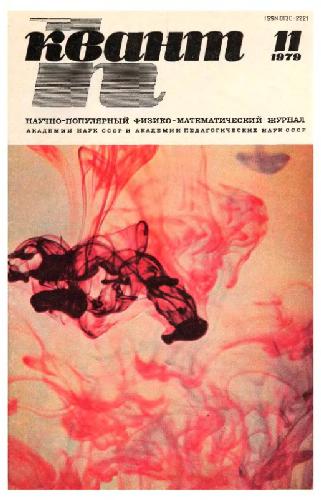 ISSN 0130-2221
квант 11
1979
НАУЧНО-ПОПУЛЯРНЫЙ ФИЗИКО-МАТЕМАТИЧЕСКИЙ ЖУРНАЛ
АКАДЕМИИ НАУК СССР И АКАДЕМИИ ПЕДАГОГИЧЕСКИХ НАУК СССР